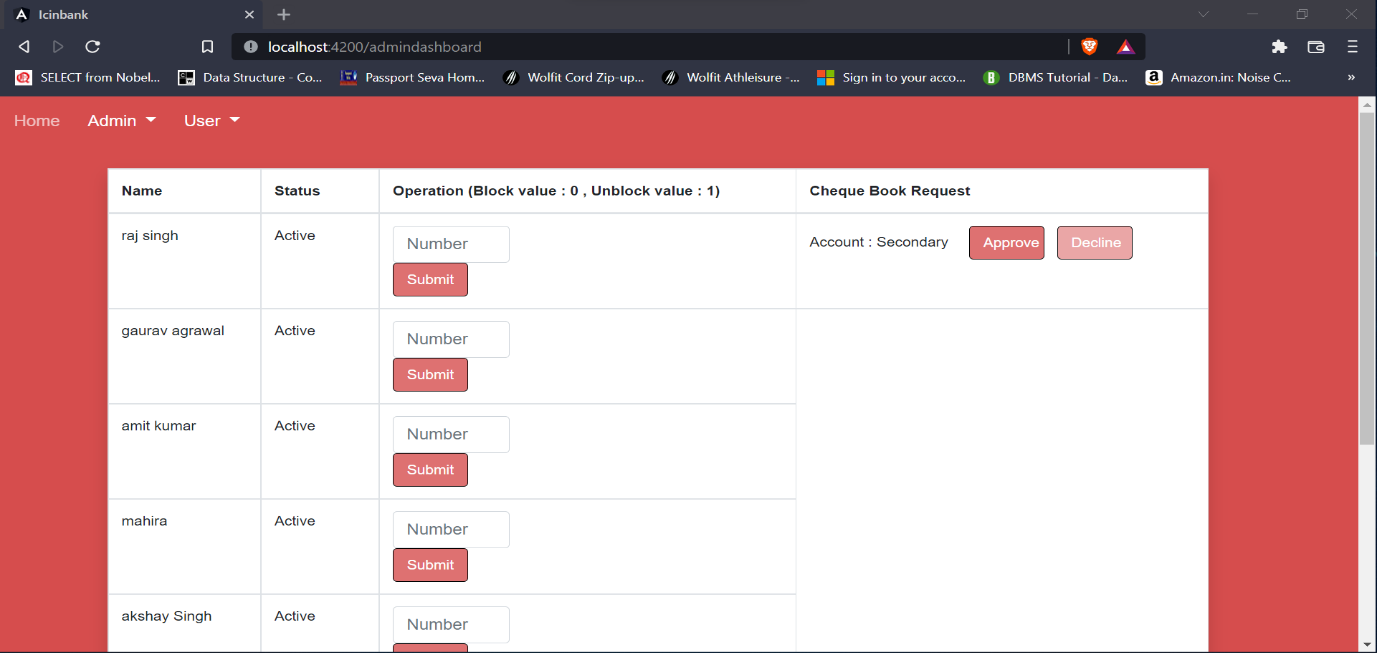 Icinbank
localhost:4200/admindashboard
SELECT from Nobel... Data Structure - Co... Passport Seva Hom... Wolfit Cord Zip-up... Wolfit Athleisure -... Sign in to your acco... DBMS Tutorial - Da... Amazon.in: Noise C... »
Home Admin User
Name Status Operation (Block value : 0 , Unblock value : 1) Cheque Book Request
raj singh Active Number Account : Secondary Approve Decline
Submit
gaurav agrawal Active Number
Submit
amit kumar Active Number
Submit
mahira Active Number
Submit
akshay Singh Active Number